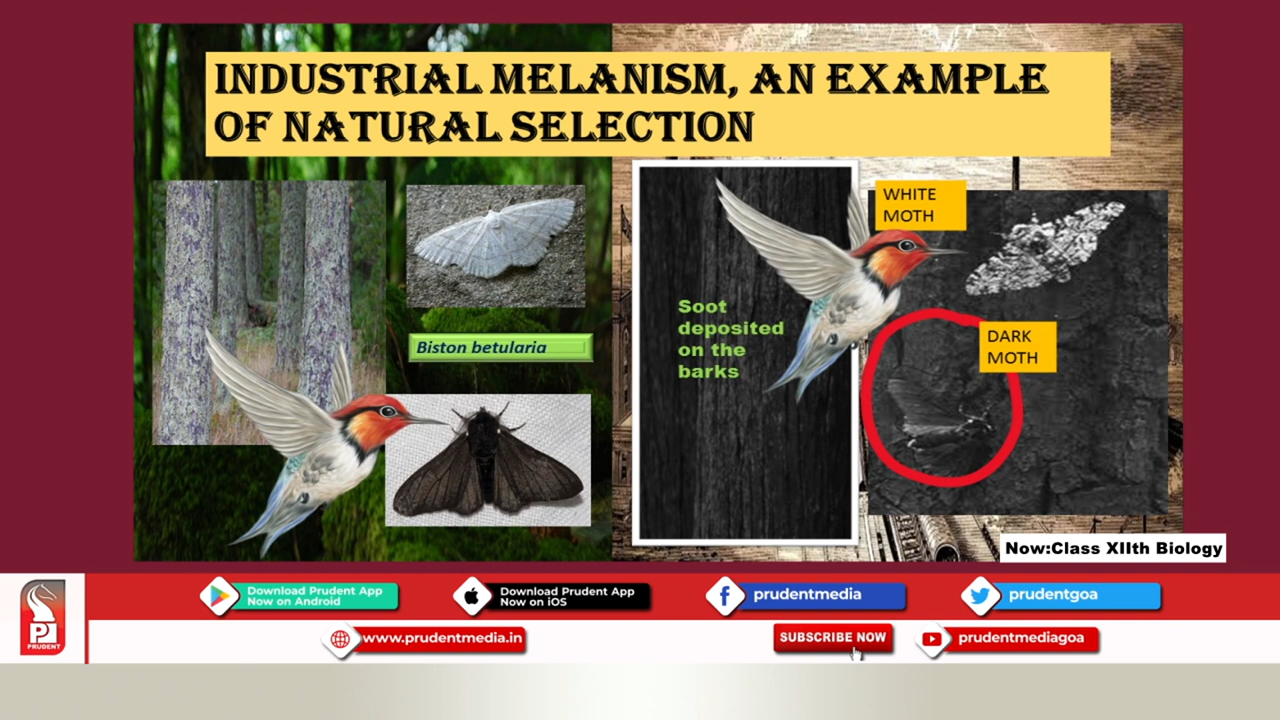 INDUSTRIAL MELANISM, AN EXAMPLE
OF NATURAL SELECTION
Biston betularia
Soot
deposited
on the
barks
WHITE
MOTH
DARK
MOTH
Now:Class XIIth Biology
PRUDENT
Download Prudent App
Now on Android
Download Prudent App
Now on iOS
prudentmedia
prudentgoa
www.prudentmedia.in
SUBSCRIBE NOW
prudentmediagoa